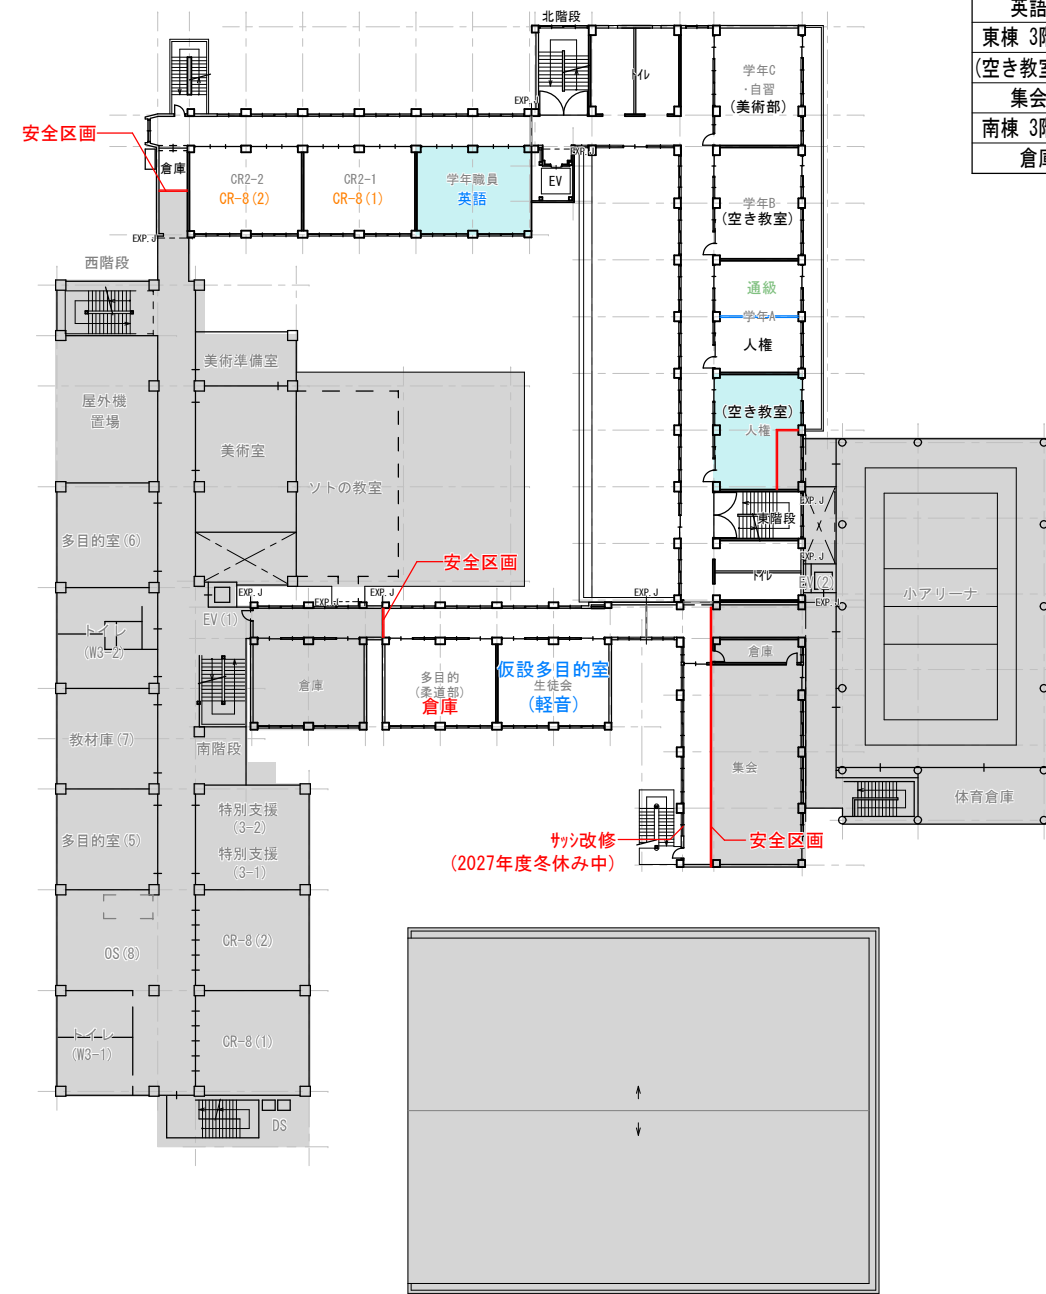 北階段
英語
東棟 3階
(空き教室
集会
南棟 3階
倉庫
トイレ
学年C
・自習
(美術部)
EXP.J
EXP.J
安全区画
倉庫
CR2-2
CR-8(2)
CR2-1
CR-8(1)
学年職員
英語
EV
学年B
(空き教室)
EXP.J
西階段
通級
学年A
人権
美術準備室
屋外機
置場
(空き教室)
人権
美術室
ソトの教室
EXP.J
東階段
多目的室(6)
安全区画
EXP.J
トイレ
EV(2)
EXP.J
EXP.J
EXP.J
EXP.J
EXP.J
小アリーナ
EV(1)
トイレ
(W3-2)
倉庫
倉庫
多目的
(柔道部)
倉庫
仮設多目的室
生徒会
(軽音)
教材庫(7)
南階段
集会
体育倉庫
特別支援
(3-2)
特別支援
(3-1)
多目的室(5)
サッシ改修
(2027年度冬休み中)
安全区画
OS(8)
CR-8(2)
トイレ
(W3-1)
CR-8(1)
DS